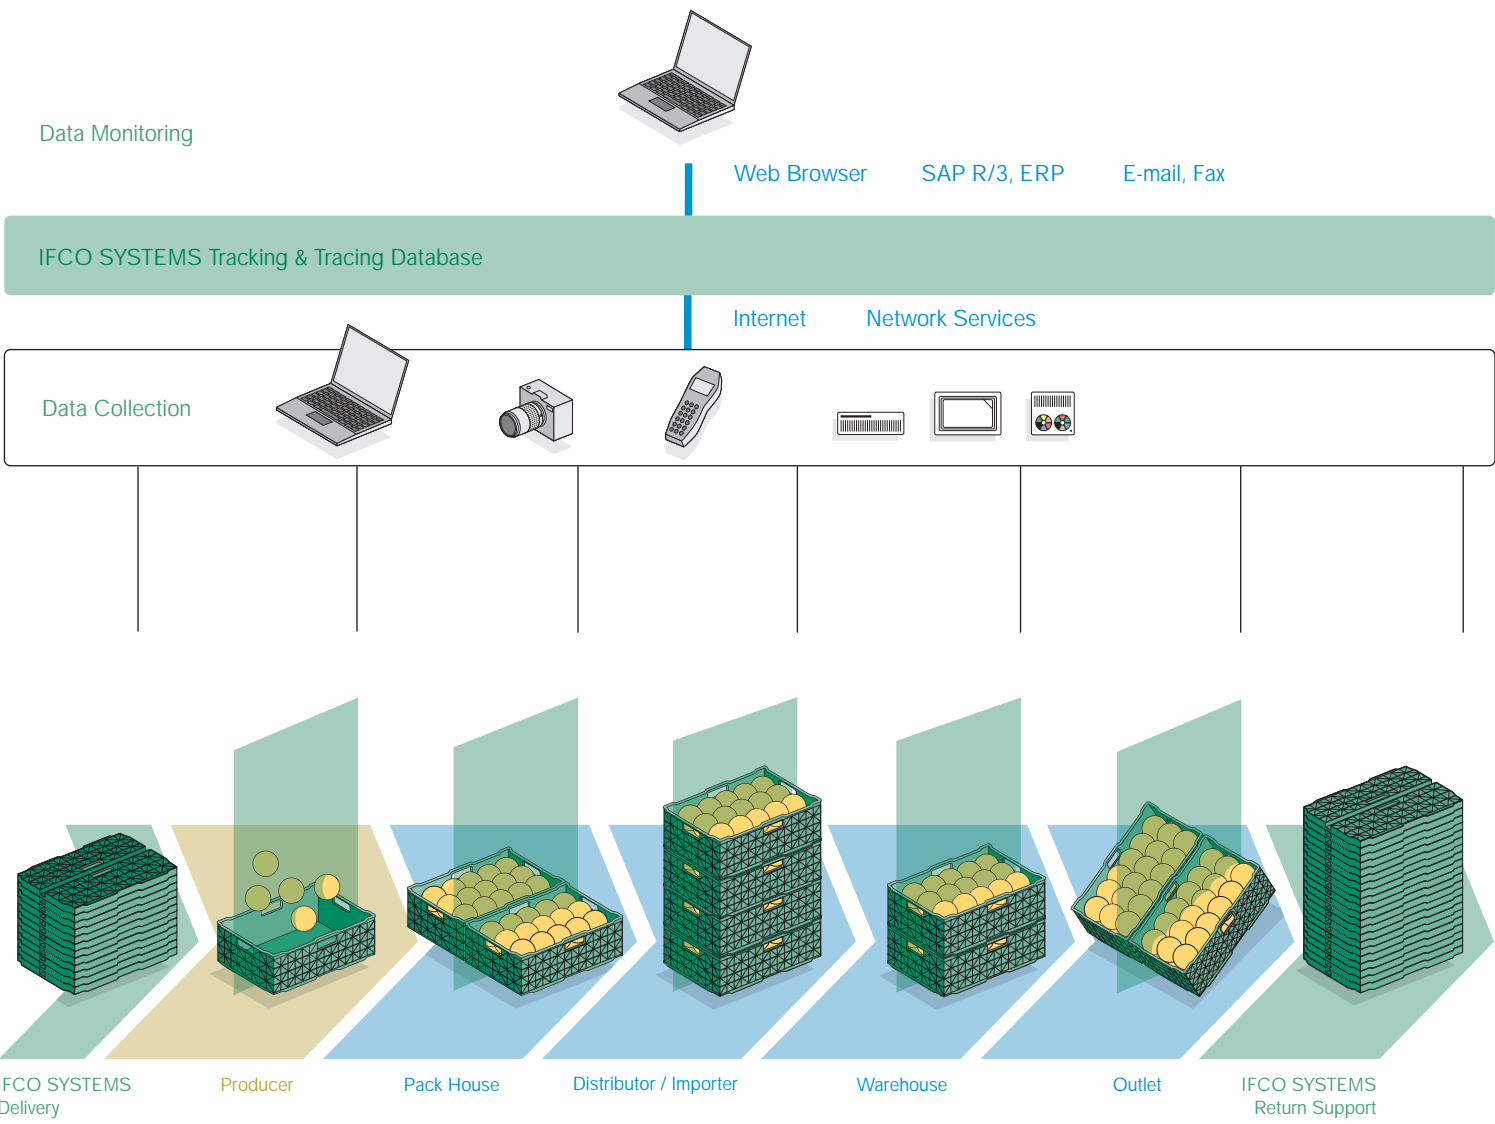 Data Monitoring
Web Browser SAP R/3, ERP E-mail, Fax
IFCO SYSTEMS Tracking & Tracing Database
Internet Network Services
Data Collection
IFCO SYSTEMS
Delivery
Producer
Pack House
Distributor / Importer
Warehouse
Outlet
IFCO SYSTEMS
Return Support